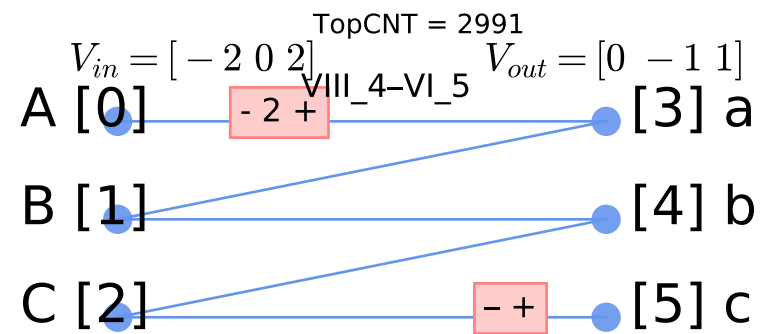 TopCNT = 2991
V_in = [ − 2 0 2] V_out = [0 − 1 1]
VIII_4–VI_5
A [0] - 2 + [3] a
B [1] [4] b
C [2] – + [5] c